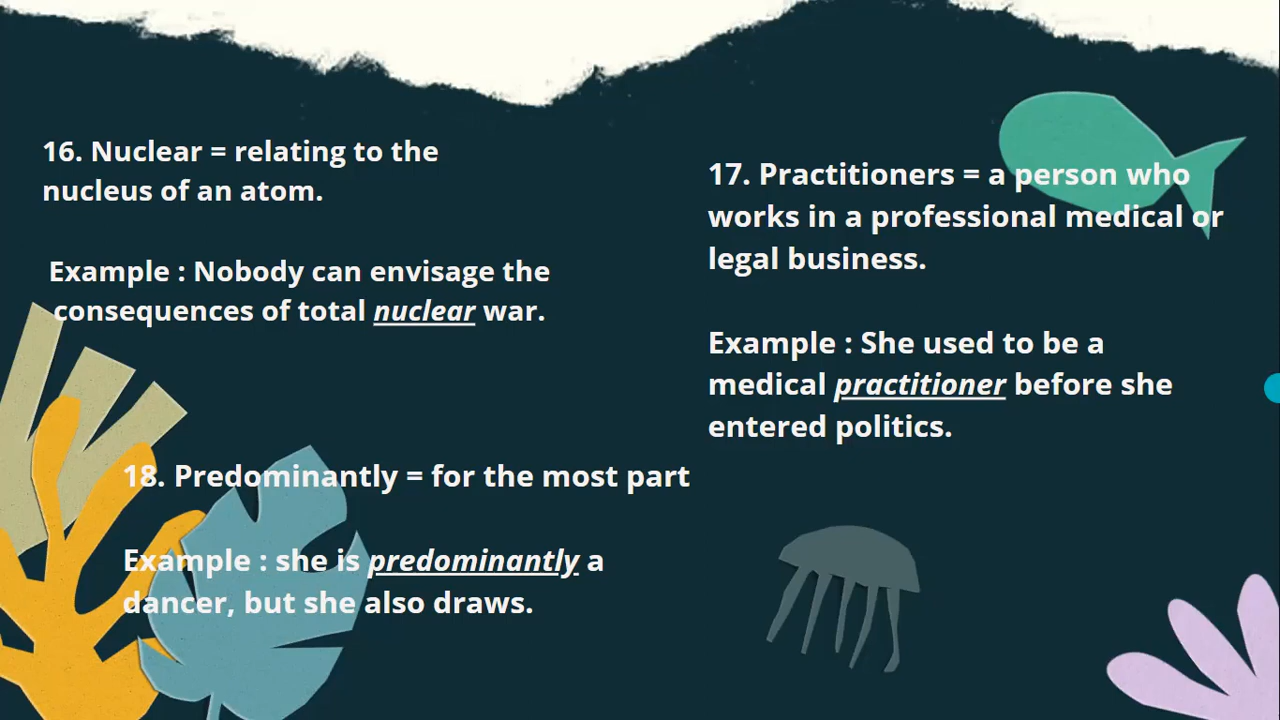 16. Nuclear = relating to the
nucleus of an atom.
Example : Nobody can envisage the
consequences of total nuclear war.
17. Practitioners = a person who
works in a professional medical or
legal business.
Example : She used to be a
medical practitioner before she
entered politics.
18. Predominantly = for the most part
Example : she is predominantly a
dancer, but she also draws.